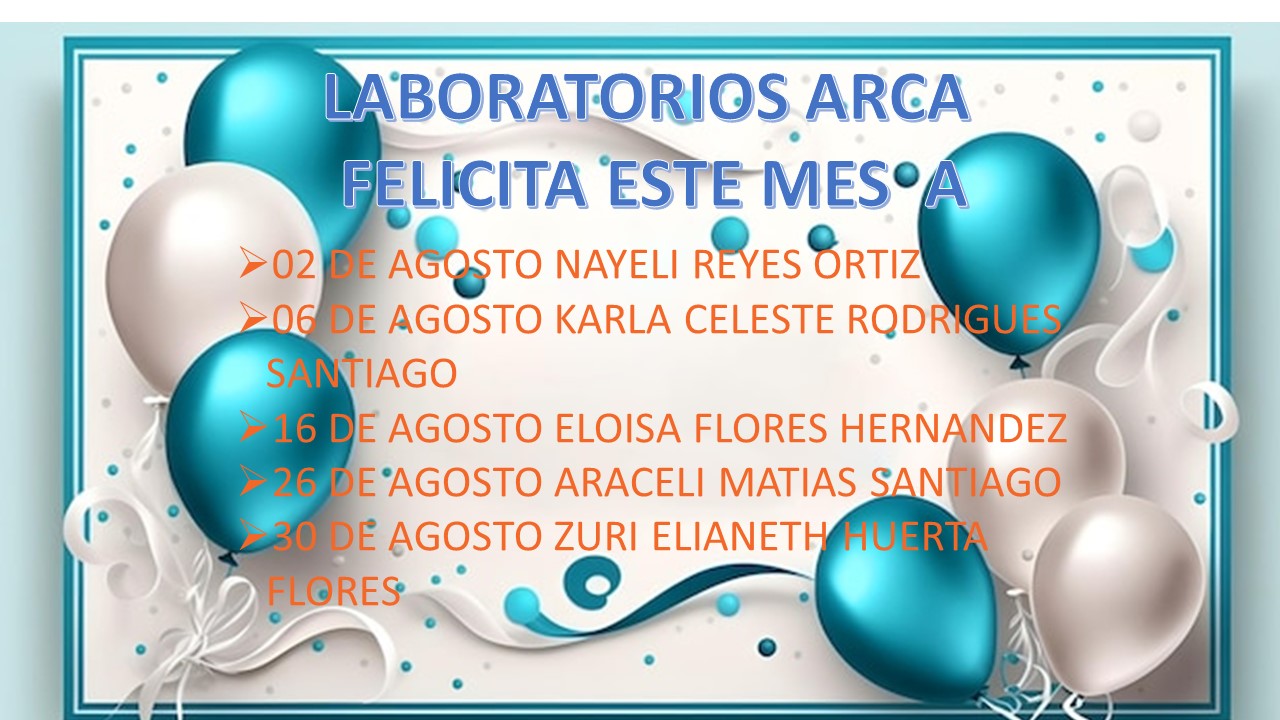 LABORATORIOS ARCA
FELICITA ESTE MES A
➢02 DE AGOSTO NAYELI REYES ORTIZ
➢06 DE AGOSTO KARLA CELESTE RODRIGUES
SANTIAGO
➢16 DE AGOSTO ELOISA FLORES HERNANDEZ
➢26 DE AGOSTO ARACELI MATIAS SANTIAGO
➢30 DE AGOSTO ZURI ELIANETH HUERTA
FLORES